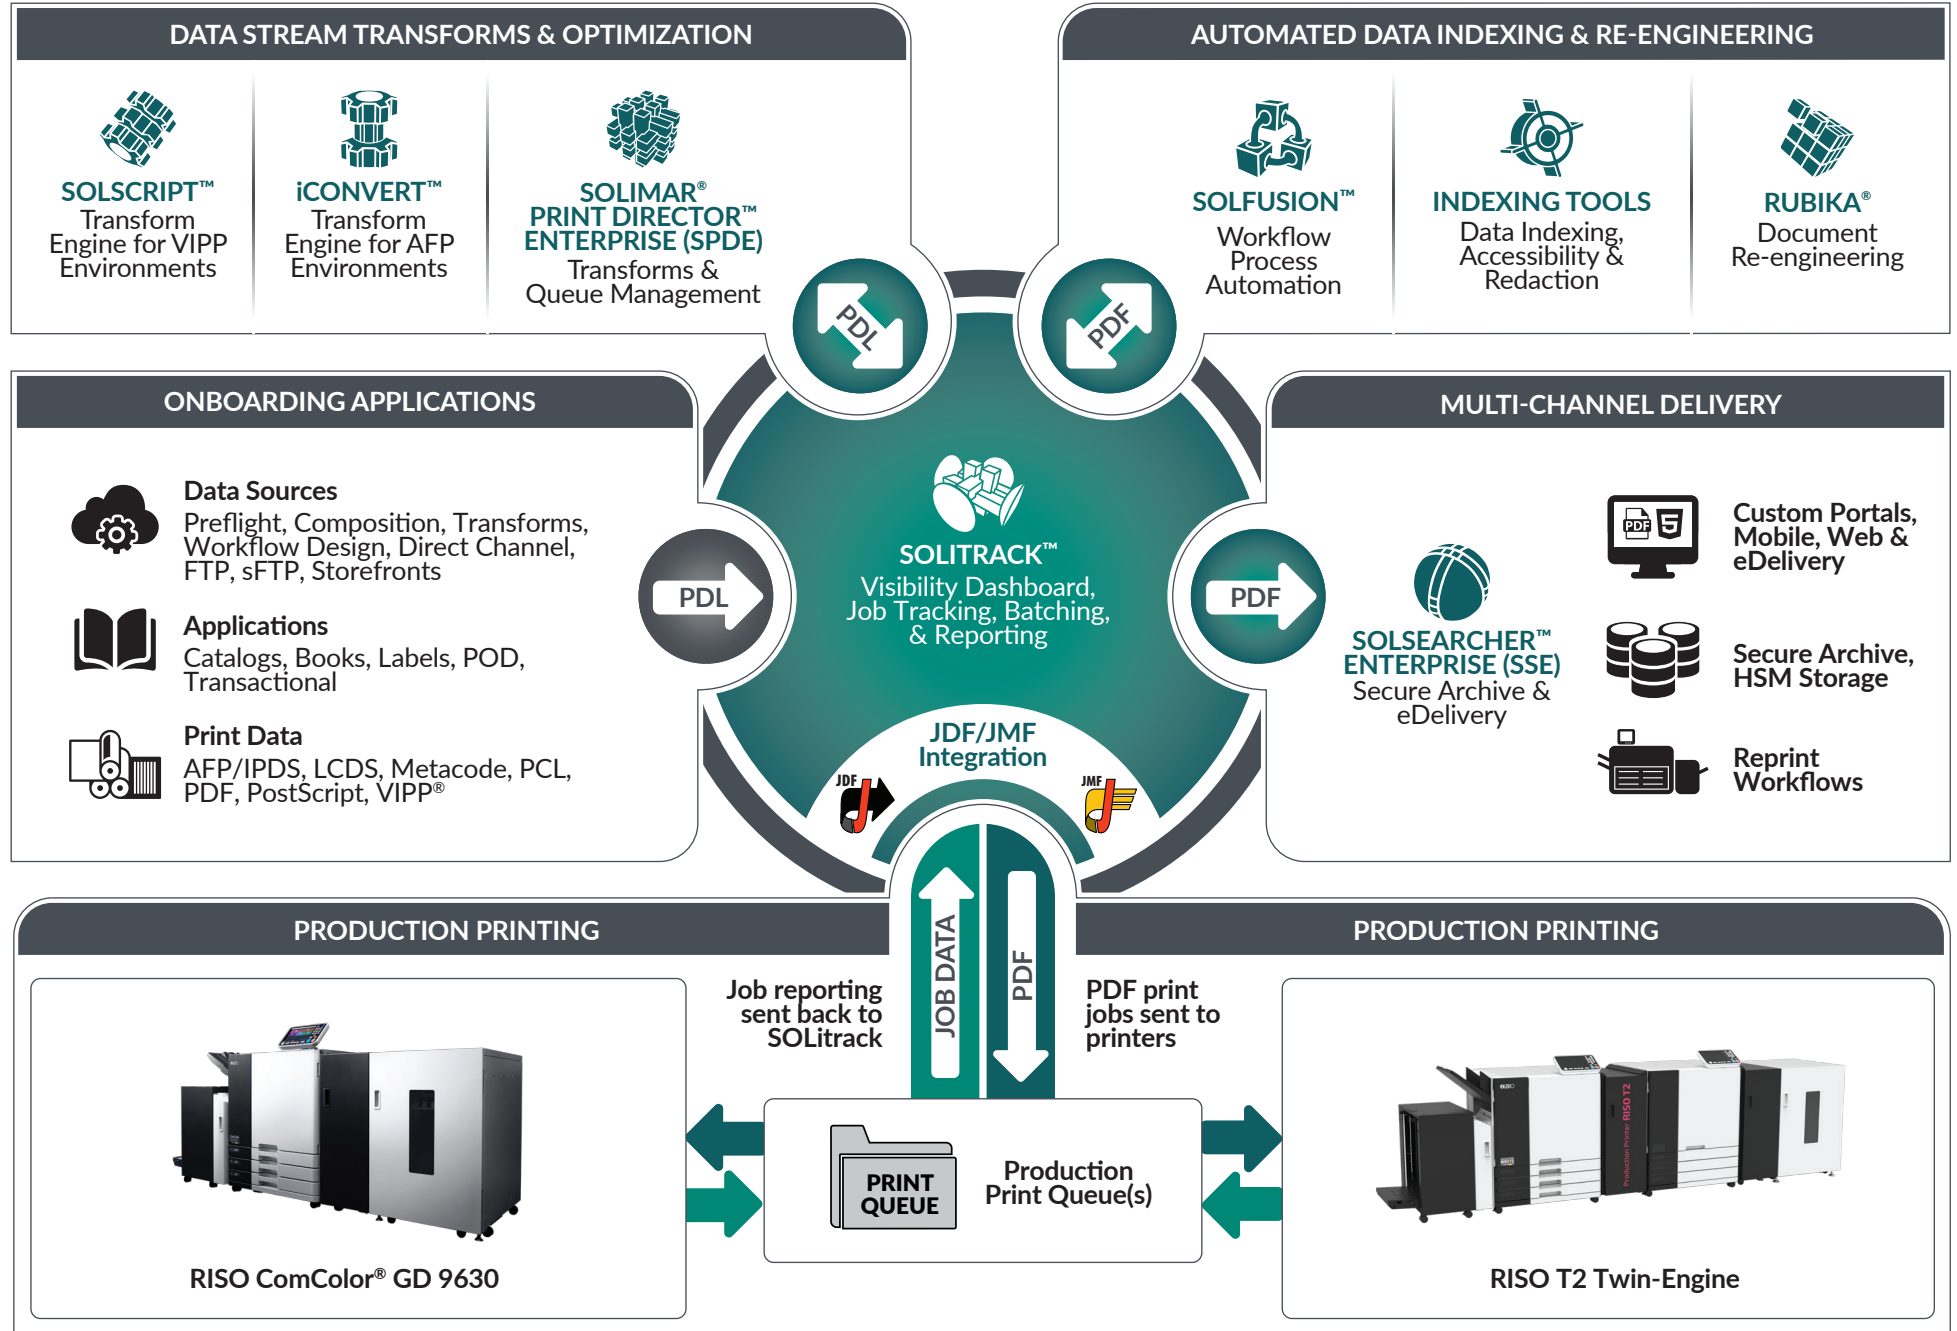 DATA STREAM TRANSFORMS & OPTIMIZATION
SOLSCRIPT™
Transform
Engine for VIPP
Environments
iCONVERT™
Transform
Engine for AFP
Environments
SOLIMAR®
PRINT DIRECTOR™
ENTERPRISE (SPDE)
Transforms &
Queue Management
PDL
AUTOMATED DATA INDEXING & RE-ENGINEERING
SOLFUSION™
Workflow
Process
Automation
INDEXING TOOLS
Data Indexing,
Accessibility &
Redaction
RUBIKA®
Document
Re-engineering
PDF
ONBOARDING APPLICATIONS
Data Sources
Preflight, Composition, Transforms,
Workflow Design, Direct Channel,
FTP, sFTP, Storefronts
Applications
Catalogs, Books, Labels, POD,
Transactional
Print Data
AFP/IPDS, LCDS, Metacode, PCL,
PDF, PostScript, VIPP®
PDL
SOLITRACK™
Visibility Dashboard,
Job Tracking, Batching,
& Reporting
JDF/JMF
Integration
JDF
JMF
PDF
MULTI-CHANNEL DELIVERY
SOLSEARCHER™
ENTERPRISE (SSE)
Secure Archive &
eDelivery
PDF
5
Custom Portals,
Mobile, Web &
eDelivery
Secure Archive,
HSM Storage
Reprint
Workflows
PRODUCTION PRINTING
RISO ComColor® GD 9630
Job reporting
sent back to
SOLitrack
JOB DATA
PDF
PDF print
jobs sent to
printers
PRINT
QUEUE
Production
Print Queue(s)
PRODUCTION PRINTING
Production Printer RISO T2
RISO T2 Twin-Engine